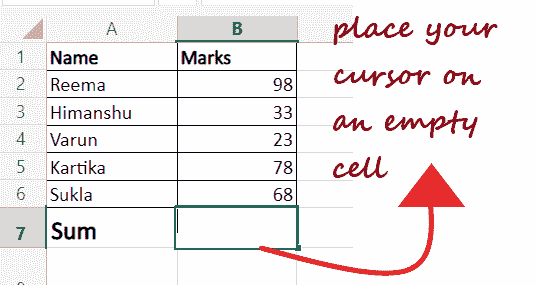 A B
1 Name Marks
2 Reema 98
3 Himanshu 33
4 Varun 23
5 Kartika 78
6 Sukla 68
7 Sum
place your
cursor on
an empty
cell